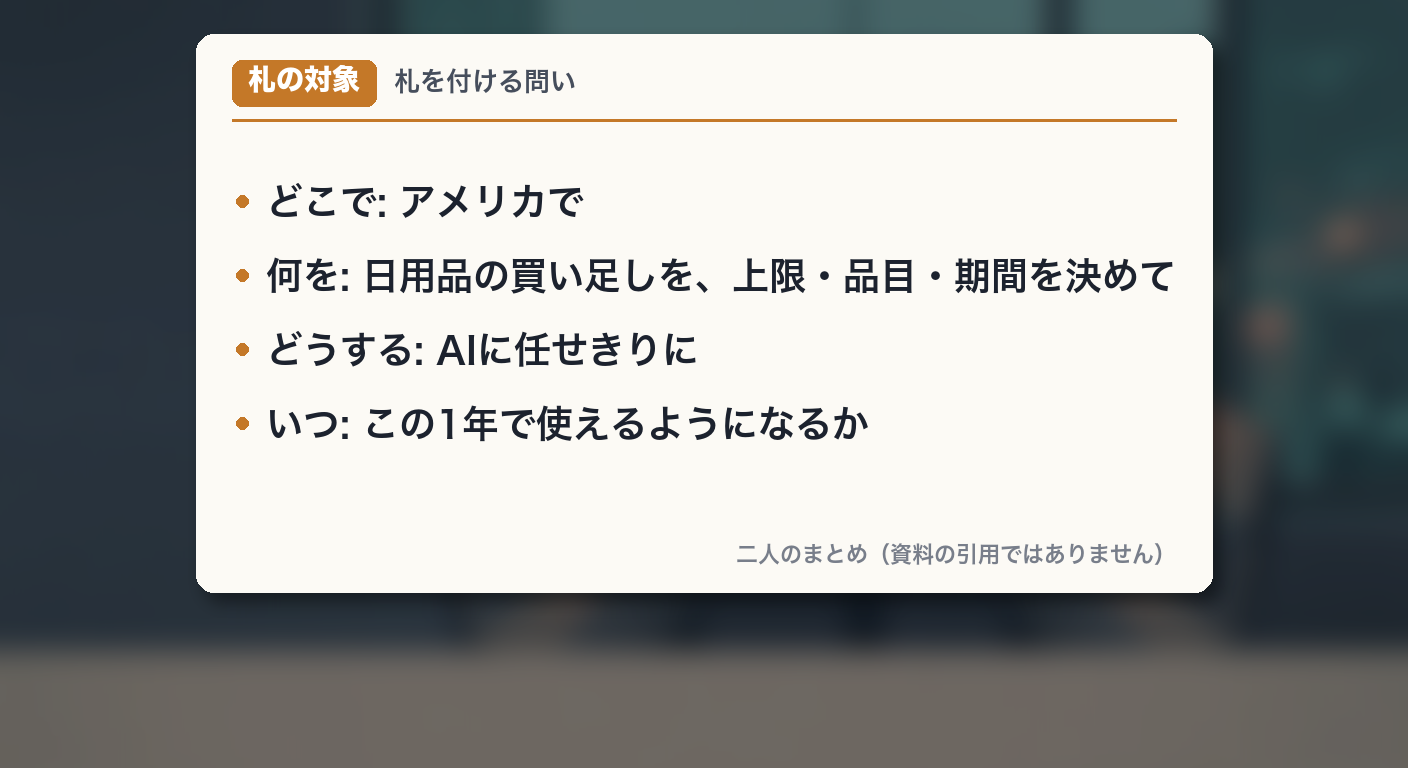 札の対象 札を付ける問い
• どこで: アメリカで
• 何を: 日用品の買い足しを、上限・品目・期間を決めて
• どうする: AIに任せきりに
• いつ: この1年で使えるようになるか
二人のまとめ（資料の引用ではありません）